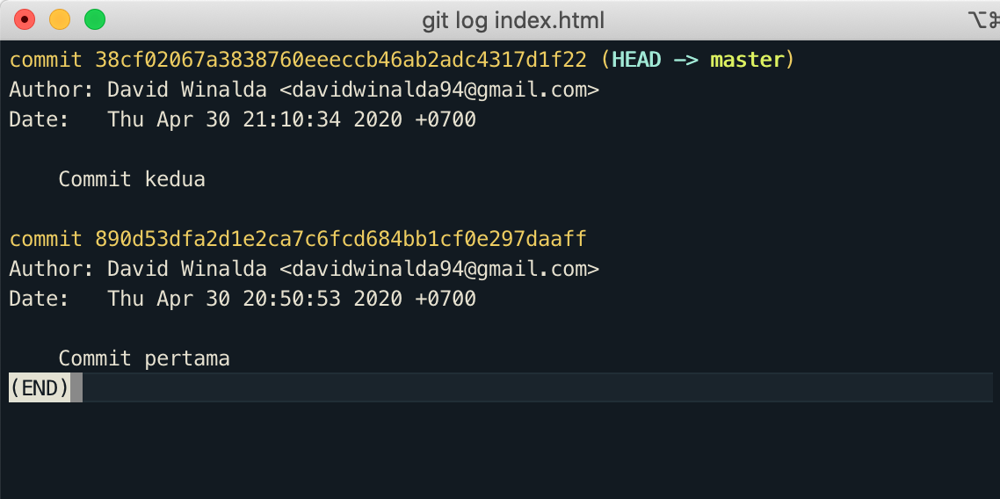 git log index.html ⌥⌘
commit 38cf02067a3838760eeeccb46ab2adc4317d1f22 (HEAD -> master)
Author: David Winalda <davidwinalda94@gmail.com>
Date:   Thu Apr 30 21:10:34 2020 +0700
    Commit kedua
commit 890d53dfa2d1e2ca7c6fcd684bb1cf0e297daaff
Author: David Winalda <davidwinalda94@gmail.com>
Date:   Thu Apr 30 20:50:53 2020 +0700
    Commit pertama
(END)